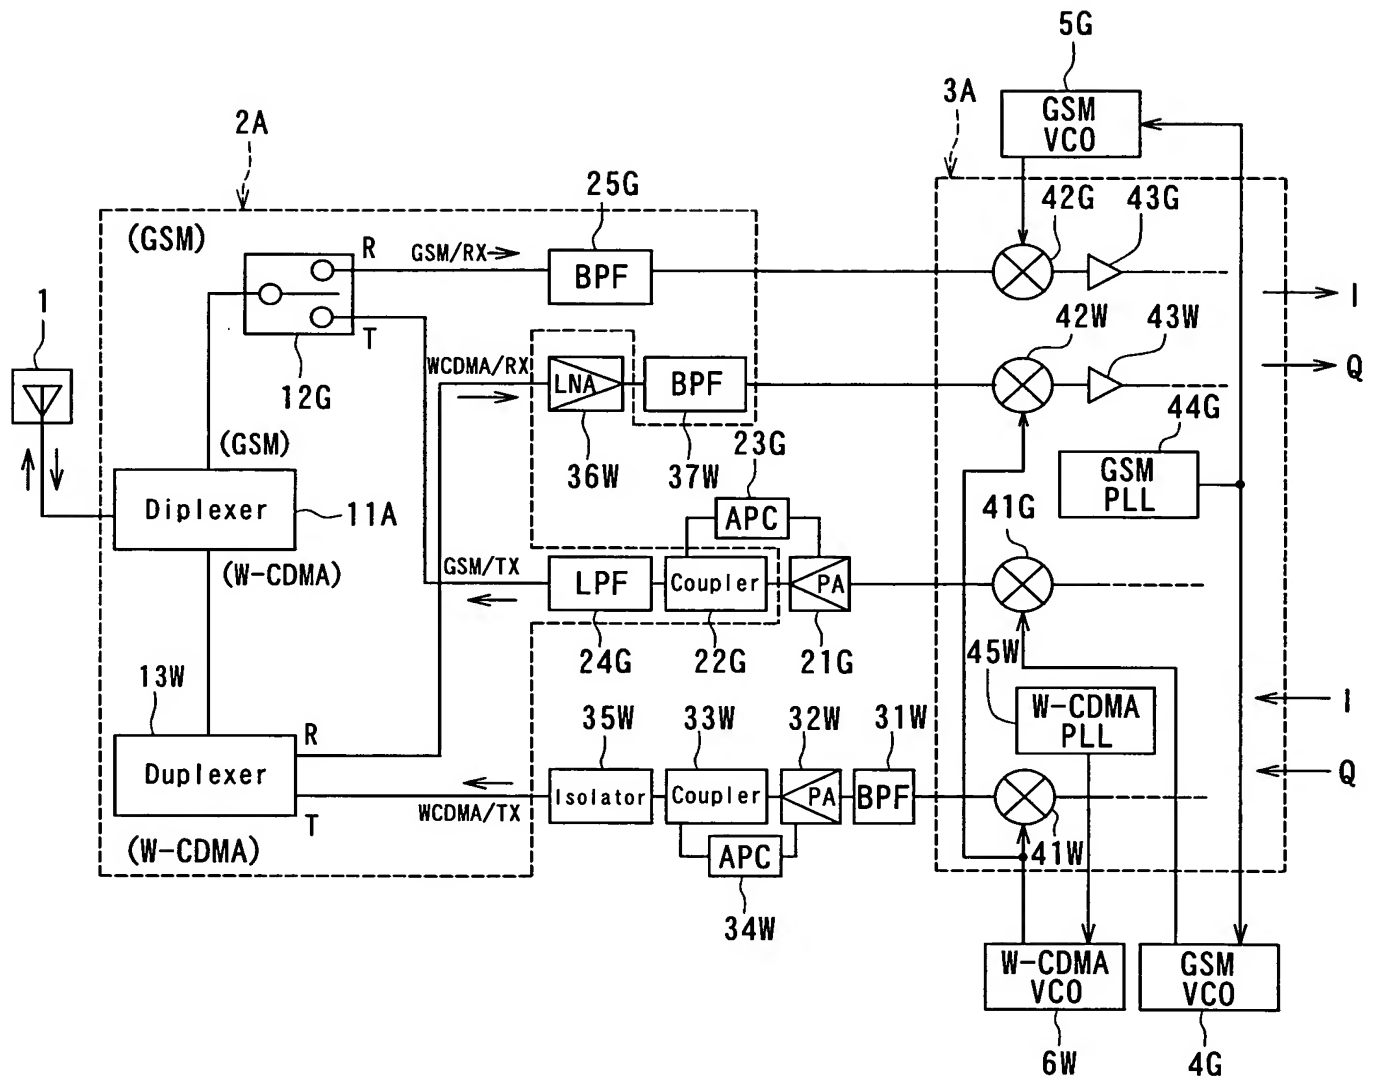 5G
3A
GSM
VCO
2A
25G
42G
43G
(GSM)
R
GSM/RX
BPF
1
T
12G
42W
43W
I
Q
WCDMA/RX
LNA
BPF
44G
(GSM)
36W
37W
23G
GSM
PLL
Diplexer
11A
APC
41G
(W-CDMA)
GSM/TX
LPF
Coupler
PA
24G
22G
21G
45W
13W
35W
33W
32W
31W
W-CDMA
PLL
I
R
Duplexer
Isolator
Coupler
PA
BPF
Q
T
WCDMA/TX
(W-CDMA)
APC
41W
34W
W-CDMA
VCO
GSM
VCO
6W
4G